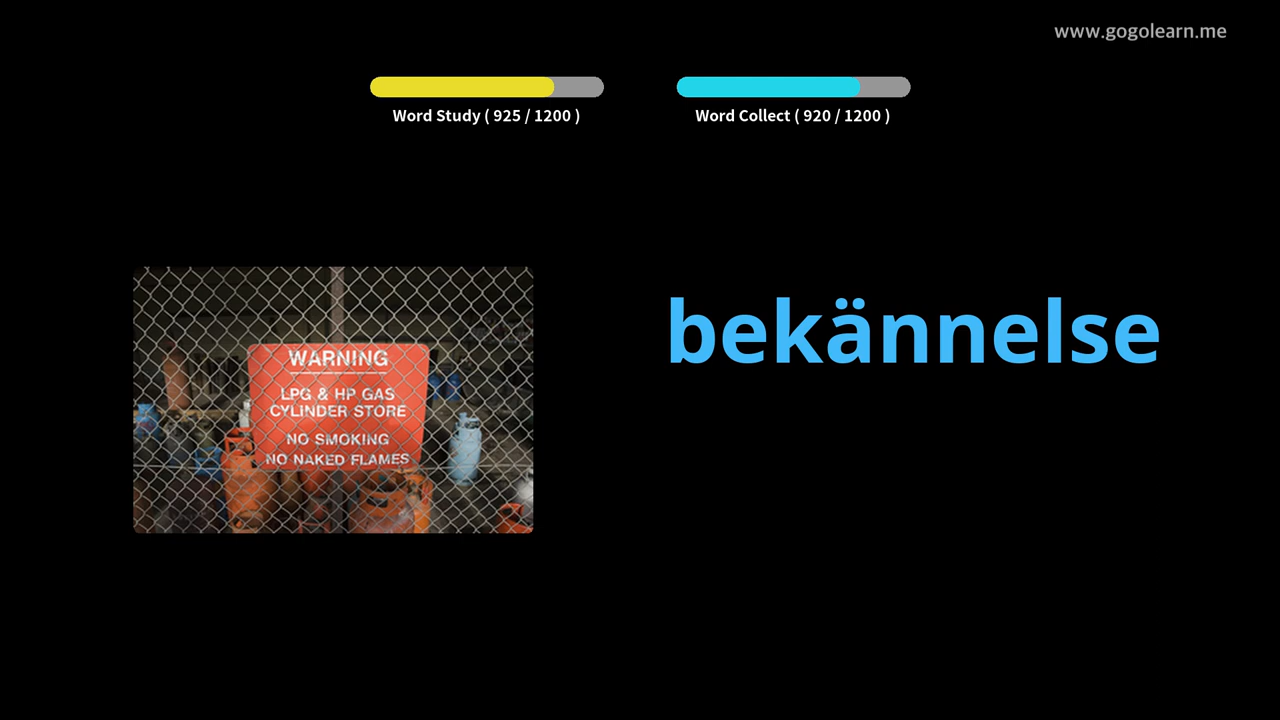 www.gogolearn.me
Word Study ( 925 / 1200 )
Word Collect ( 920 / 1200 )
bekännelse
WARNING
LPG & HP GAS
CYLINDER STORE
NO SMOKING
NO NAKED FLAMES